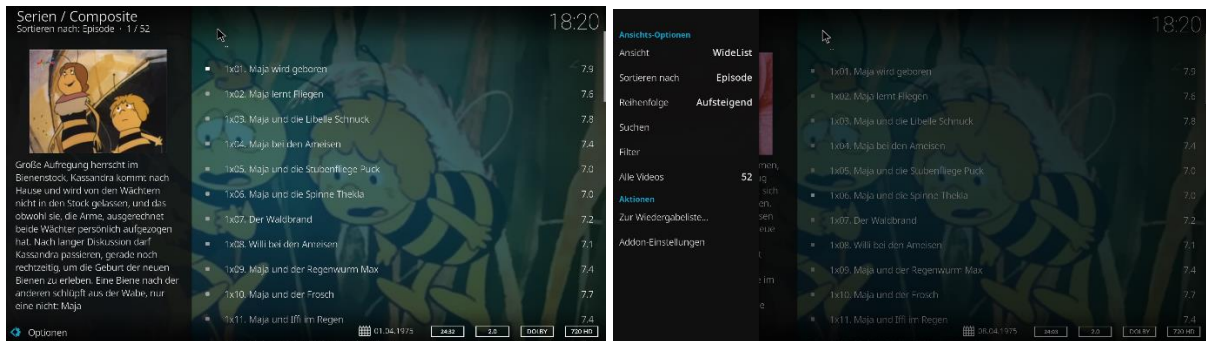 Serien / Composite
Sortieren nach: Episode · 1 / 52
18:20
..
1x01. Maja wird geboren 7.9
1x02. Maja lernt Fliegen 7.6
1x03. Maja und die Libelle Schnuck 7.8
1x04. Maja bei den Ameisen 7.4
1x05. Maja und die Stubenfliege Puck 7.0
1x06. Maja und die Spinne Thekla 7.0
1x07. Der Waldbrand 7.2
1x08. Willi bei den Ameisen 7.1
1x09. Maja und der Regenwurm Max 7.4
1x10. Maja und der Frosch 7.7
1x11. Maja und Iffi im Regen 7.4
Große Aufregung herrscht im
Bienenstock. Kassandra kommt nach
Hause und wird von den Wächtern
nicht in den Stock gelassen, und das
obwohl sie, die Arme, ausgerechnet
beide Wächter persönlich aufgezogen
hat. Nach langer Diskussion darf
Kassandra passieren, gerade noch
rechtzeitig, um die Geburt der neuen
Bienen zu erleben. Eine Biene nach der
anderen schlüpft aus der Wabe, nur
eine nicht: Maja
Optionen
01.04.1975 24:32 2.0 DOLBY 720 HD
Ansichts-Optionen
Ansicht WideList
Sortieren nach Episode
Reihenfolge Aufsteigend
Suchen
Filter
Alle Videos 52
Aktionen
Zur Wiedergabeliste...
Addon-Einstellungen
18:20
..
1x01. Maja wird geboren 7.9
1x02. Maja lernt Fliegen 7.6
1x03. Maja und die Libelle Schnuck 7.8
1x04. Maja bei den Ameisen 7.4
1x05. Maja und die Stubenfliege Puck 7.0
1x06. Maja und die Spinne Thekla 7.0
1x07. Der Waldbrand 7.2
1x08. Willi bei den Ameisen 7.1
1x09. Maja und der Regenwurm Max 7.4
1x10. Maja und der Frosch 7.7
1x11. Maja und Iffi im Regen 7.4
08.04.1975 2.0 DOLBY 720 HD